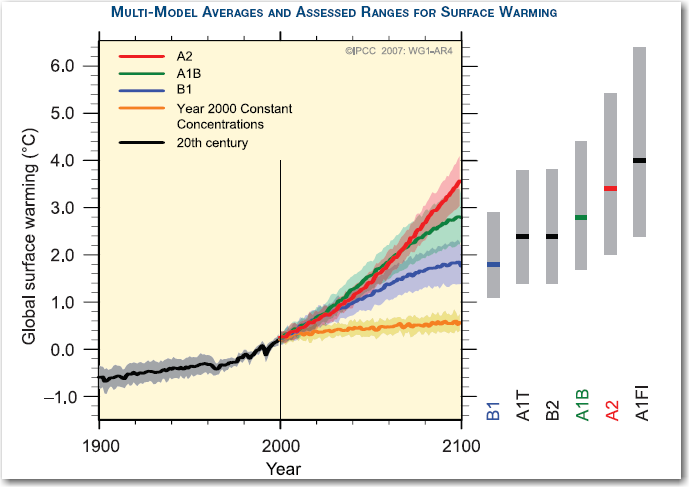 MULTI-MODEL AVERAGES AND ASSESSED RANGES FOR SURFACE WARMING
©IPCC 2007: WG1-AR4
A2
A1B
B1
Year 2000 Constant
Concentrations
20th century
Global surface warming (°C)
6.0
5.0
4.0
3.0
2.0
1.0
0.0
–1.0
1900
2000
2100
Year
B1
A1T
B2
A1B
A2
A1FI